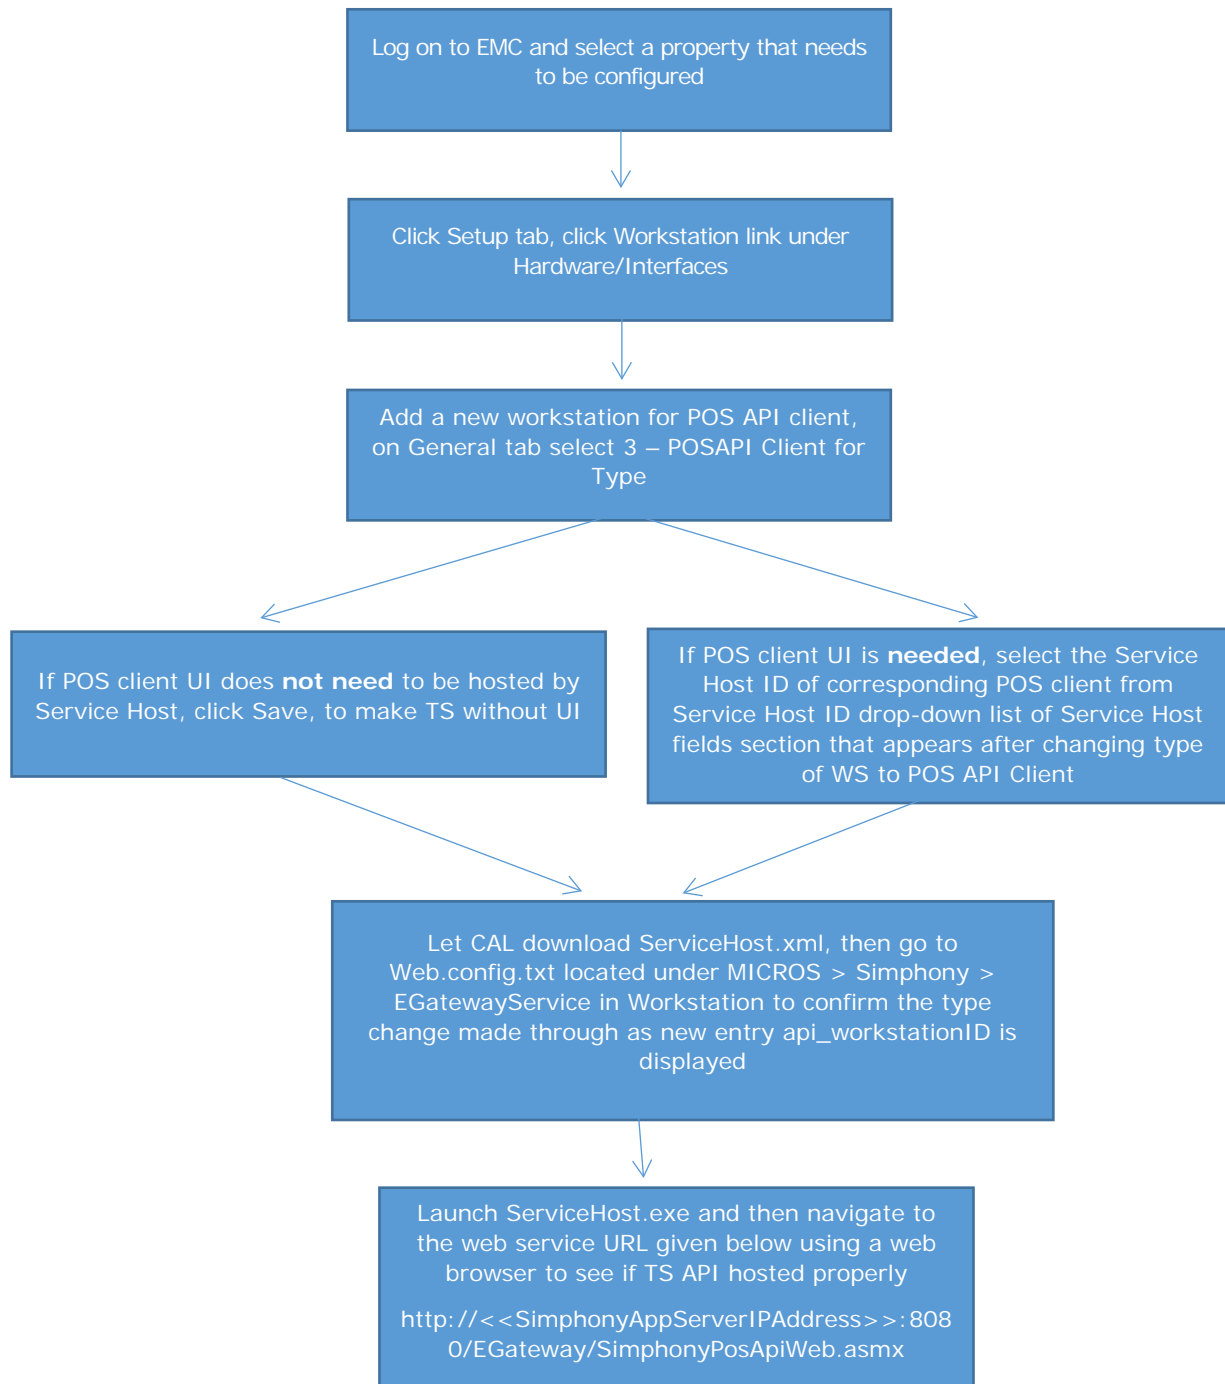 Log on to EMC and select a property that needs
to be configured
Click Setup tab, click Workstation link under
Hardware/Interfaces
Add a new workstation for POS API client,
on General tab select 3 – POSAPI Client for
Type
If POS client UI does not need to be hosted by
Service Host, click Save, to make TS without UI
If POS client UI is needed, select the Service
Host ID of corresponding POS client from
Service Host ID drop-down list of Service Host
fields section that appears after changing type
of WS to POS API Client
Let CAL download ServiceHost.xml, then go to
Web.config.txt located under MICROS > Simphony >
EGatewayService in Workstation to confirm the type
change made through as new entry api_workstationID is
displayed
Launch ServiceHost.exe and then navigate to
the web service URL given below using a web
browser to see if TS API hosted properly
http://<<SimphonyAppServerIPAddress>>:808
0/EGateway/SimphonyPosApiWeb.asmx